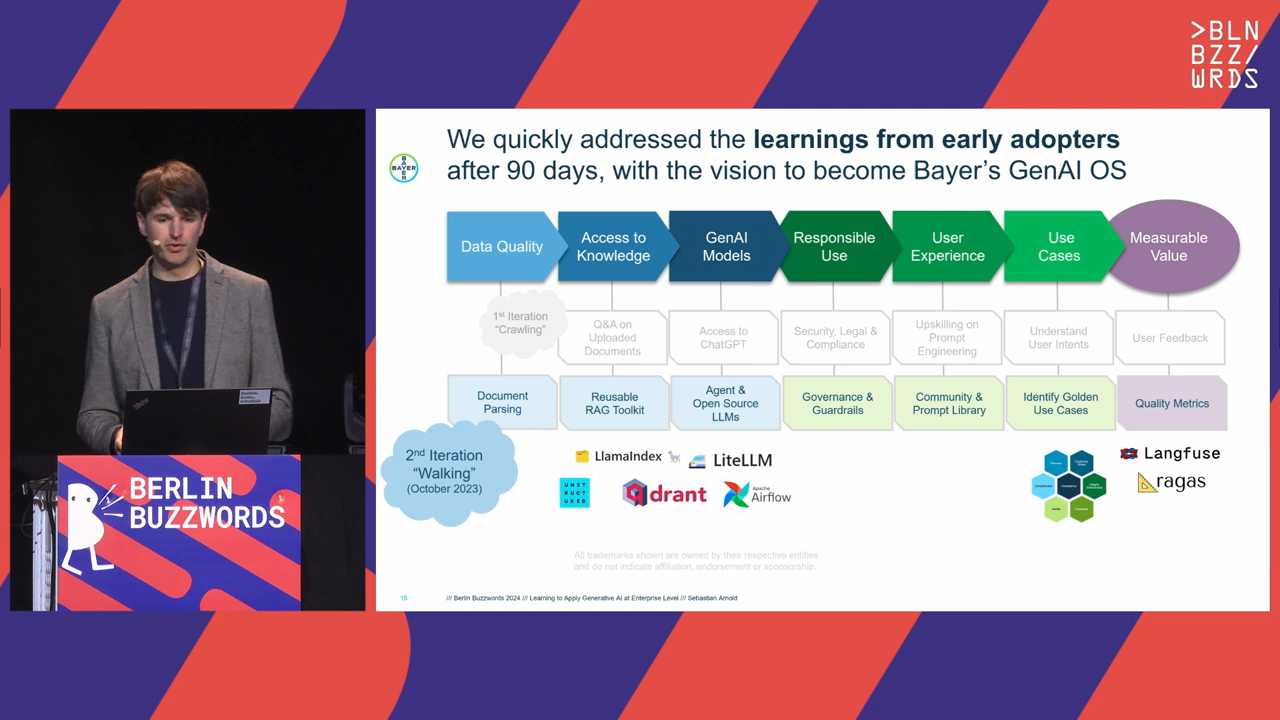 >BLN
BZZ/
WRDS
We quickly addressed the learnings from early adopters
after 90 days, with the vision to become Bayer's GenAI OS
BAYER
BAYER
Data Quality
Access to
Knowledge
GenAI
Models
Responsible
Use
User
Experience
Use
Cases
Measurable
Value
1st Iteration
"Crawling"
Q&A on
Uploaded
Documents
Access to
ChatGPT
Security, Legal &
Compliance
Upskilling on
Prompt
Engineering
Understand
User Intents
User Feedback
Document
Parsing
Reusable
RAG Toolkit
Agent &
Open Source
LLMs
Governance &
Guardrails
Community &
Prompt Library
Identify Golden
Use Cases
Quality Metrics
2nd Iteration
"Walking"
(October 2023)
LlamaIndex
LiteLLM
UNST
RUCT
URED
qdrant
Apache
Airflow
Langfuse
ragas
All trademarks shown are owned by their respective entities
and do not indicate affiliation, endorsement or sponsorship.
15
/// Berlin Buzzwords 2024 /// Learning to Apply Generative AI at Enterprise Level /// Sebastian Arnold
BERLIN
BUZZWORDS